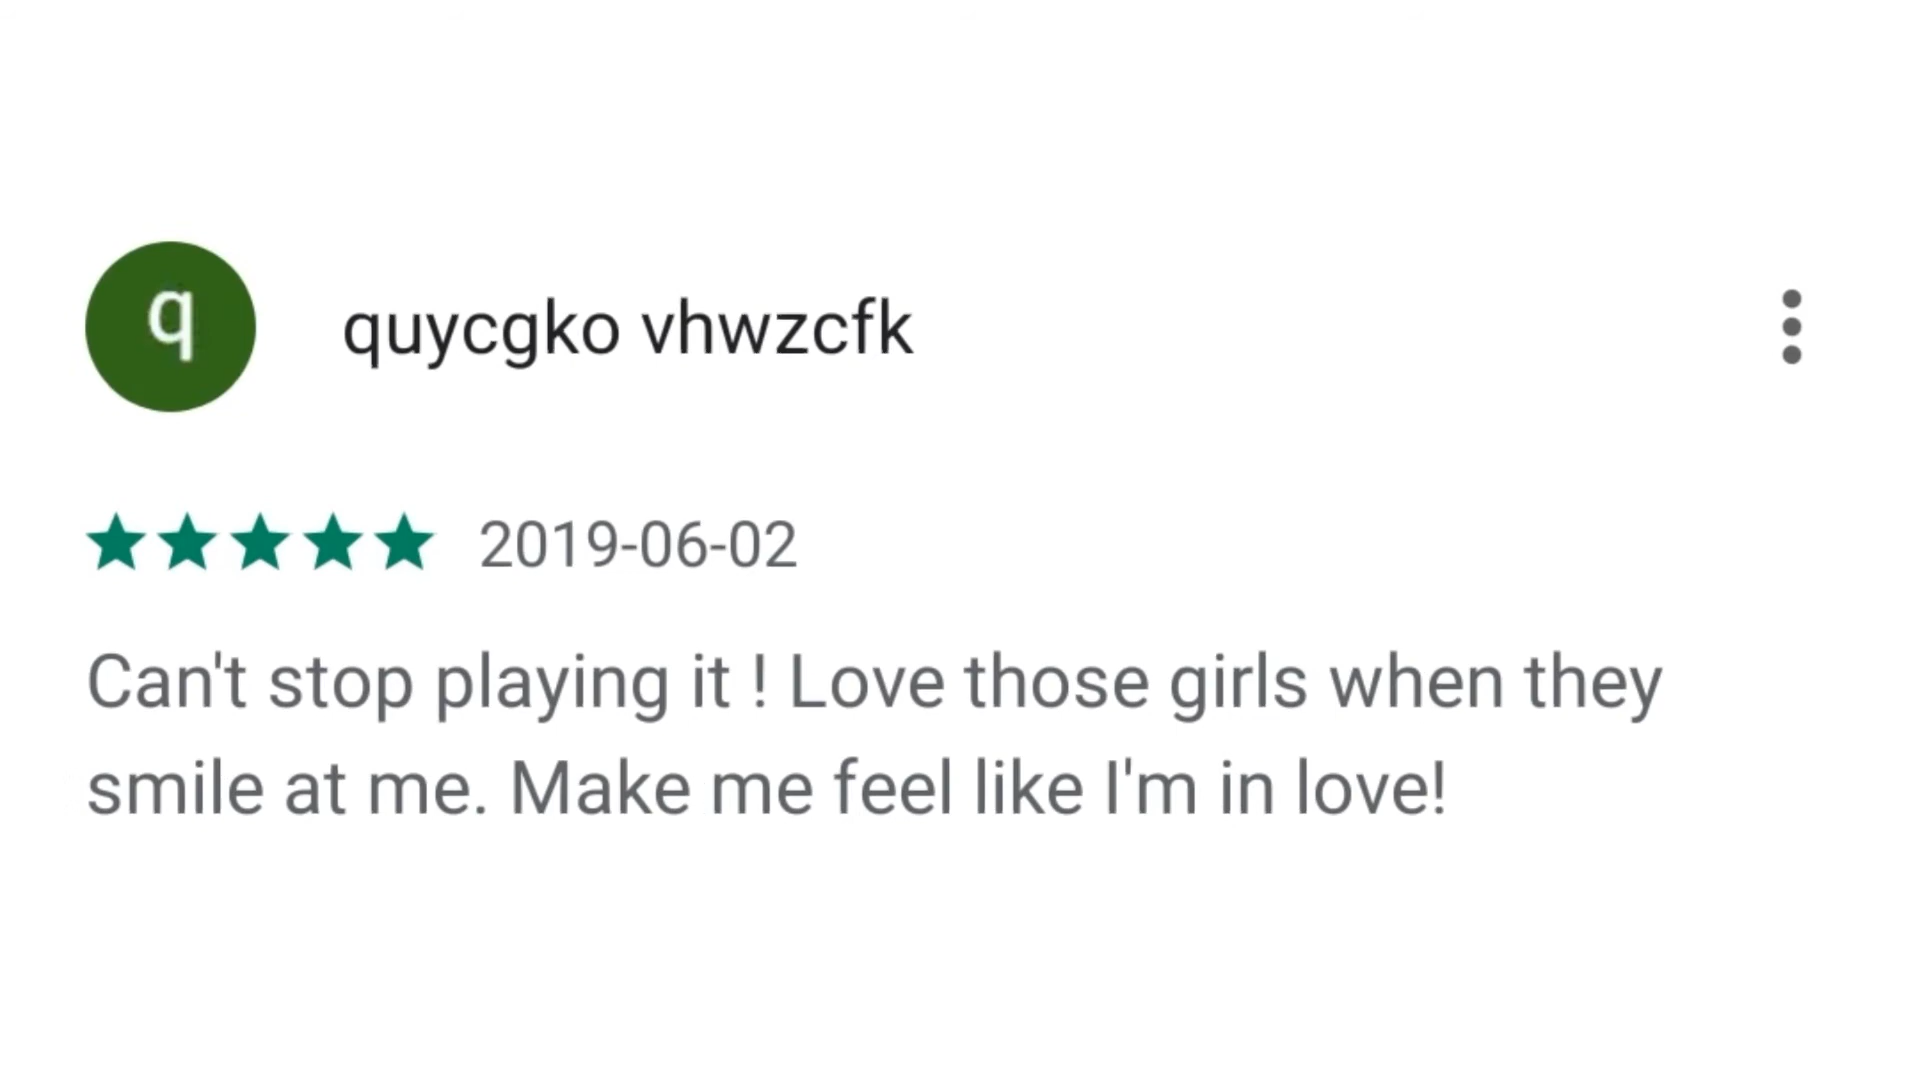 q
quycgko vhwzcfk
2019-06-02
Can't stop playing it ! Love those girls when they
smile at me. Make me feel like I'm in love!